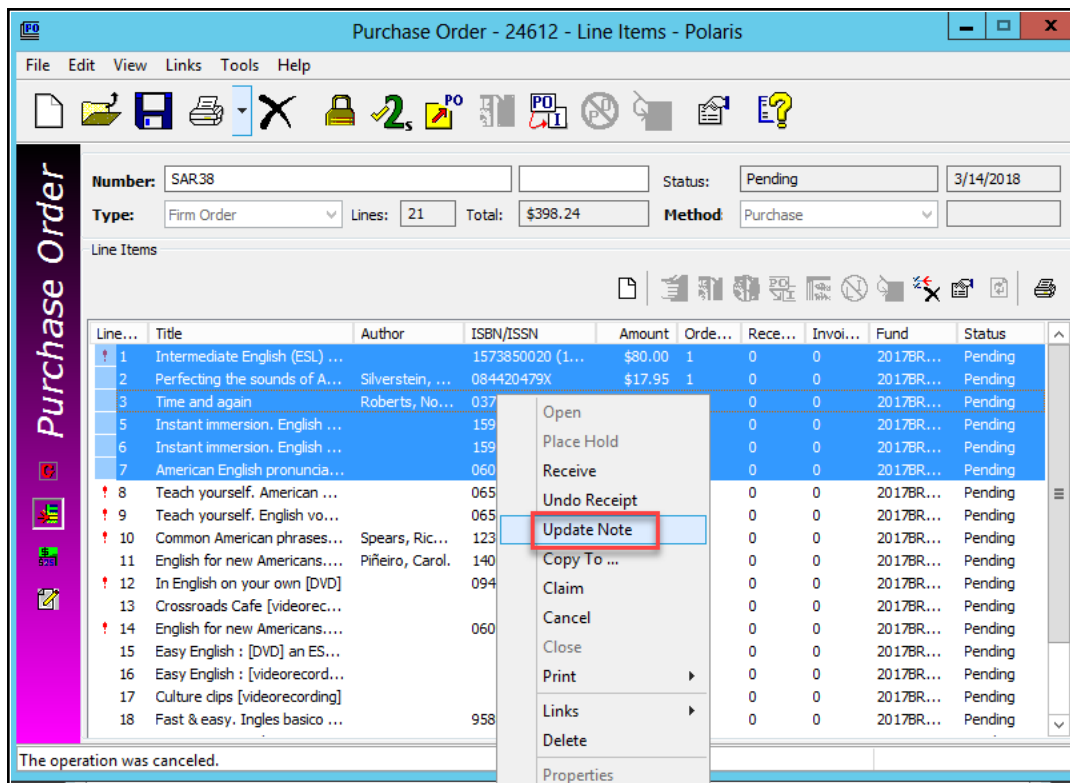 Purchase Order - 24612 - Line Items - Polaris
File Edit View Links Tools Help
Purchase Order
Number: SAR38 Status: Pending 3/14/2018
Type: Firm Order Lines: 21 Total: $398.24 Method: Purchase
Line Items
Line... Title Author ISBN/ISSN Amount Orde... Rece... Invoi... Fund Status
1 Intermediate English (ESL) ... 1573850020 (1... $80.00 1 0 0 2017BR... Pending
2 Perfecting the sounds of A... Silverstein, ... 084420479X $17.95 1 0 0 2017BR... Pending
3 Time and again Roberts, No... 037 0 0 2017BR... Pending
5 Instant immersion. English ... 159 0 0 2017BR... Pending
6 Instant immersion. English ... 159 0 0 2017BR... Pending
7 American English pronuncia... 060 0 0 2017BR... Pending
8 Teach yourself. American ... 065 0 0 2017BR... Pending
9 Teach yourself. English vo... 065 0 0 2017BR... Pending
10 Common American phrases... Spears, Ric... 123 0 0 2017BR... Pending
11 English for new Americans.... Piñeiro, Carol. 140 0 0 2017BR... Pending
12 In English on your own [DVD] 094 0 0 2017BR... Pending
13 Crossroads Cafe [videorec... 0 0 2017BR... Pending
14 English for new Americans.... 060 0 0 2017BR... Pending
15 Easy English : [DVD] an ES... 0 0 2017BR... Pending
16 Easy English : [videorecord... 0 0 2017BR... Pending
17 Culture clips [videorecording] 0 0 2017BR... Pending
18 Fast & easy. Ingles basico ... 958 0 0 2017BR... Pending
Open
Place Hold
Receive
Undo Receipt
Update Note
Copy To ...
Claim
Cancel
Close
Print
Links
Delete
Properties
The operation was canceled.